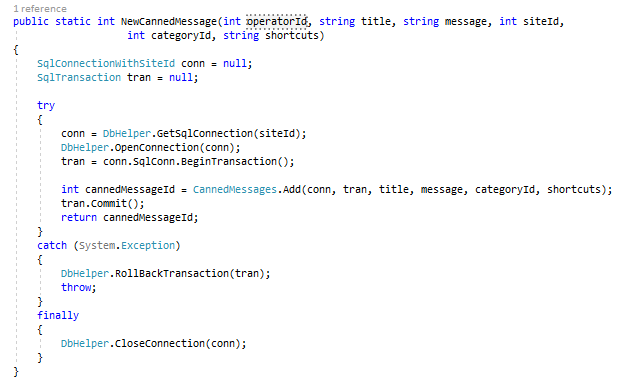 1 reference
public static int NewCannedMessage(int operatorId, string title, string message, int siteId,
int categoryId, string shortcuts)
{
SqlConnectionWithSiteId conn = null;
SqlTransaction tran = null;
try
{
conn = DbHelper.GetSqlConnection(siteId);
DbHelper.OpenConnection(conn);
tran = conn.SqlConn.BeginTransaction();
int cannedMessageId = CannedMessages.Add(conn, tran, title, message, categoryId, shortcuts);
tran.Commit();
return cannedMessageId;
}
catch (System.Exception)
{
DbHelper.RollBackTransaction(tran);
throw;
}
finally
{
DbHelper.CloseConnection(conn);
}
}